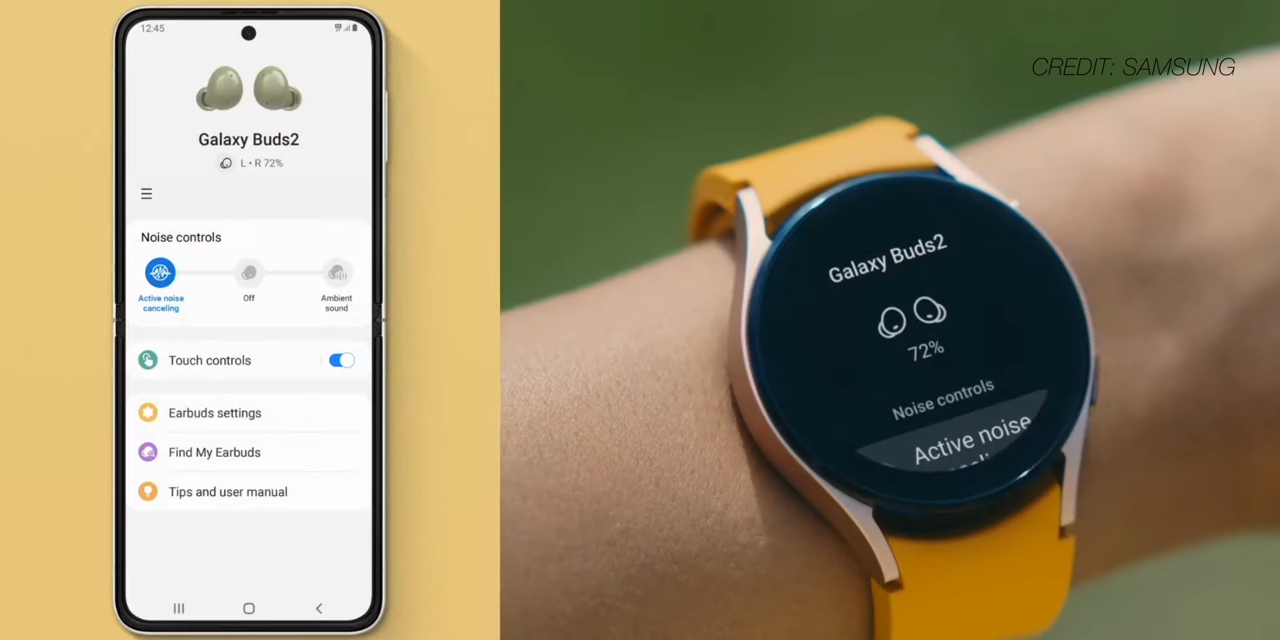 12:45
Galaxy Buds2
L • R 72%
Noise controls
Active noise
canceling
Off
Ambient
sound
Touch controls
Earbuds settings
Find My Earbuds
Tips and user manual
CREDIT: SAMSUNG
Galaxy Buds2
72%
Noise controls
Active noise